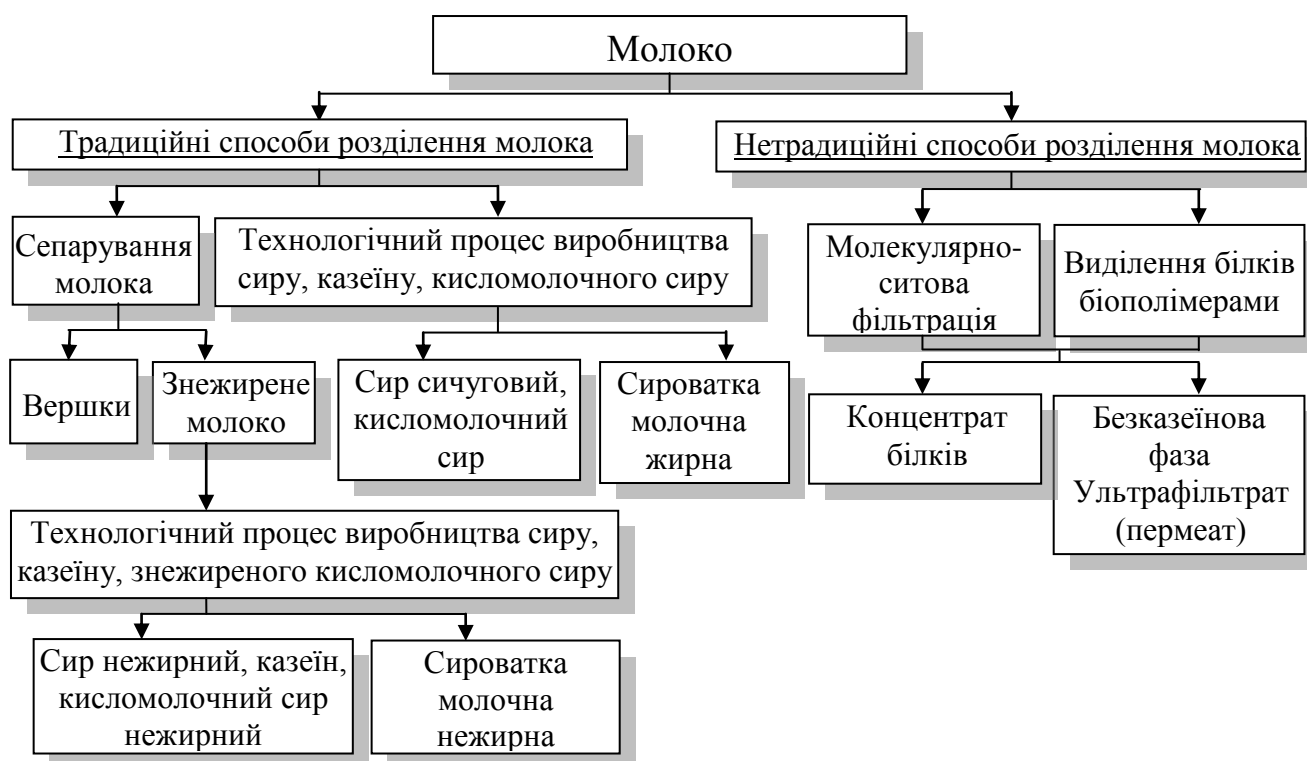 Молоко
Традиційні способи розділення молока
Нетрадиційні способи розділення молока
Сепарування
молока
Технологічний процес виробництва
сиру, казеїну, кисломолочного сиру
Молекулярно-
ситова
фільтрація
Виділення білків
біополімерами
Вершки
Знежирене
молоко
Сир сичуговий,
кисломолочний
сир
Сироватка
молочна
жирна
Концентрат
білків
Безказеїнова
фаза
Ультрафільтрат
(пермеат)
Технологічний процес виробництва сиру,
казеїну, знежиреного кисломолочного сиру
Сир нежирний, казеїн,
кисломолочний сир
нежирний
Сироватка
молочна
нежирна